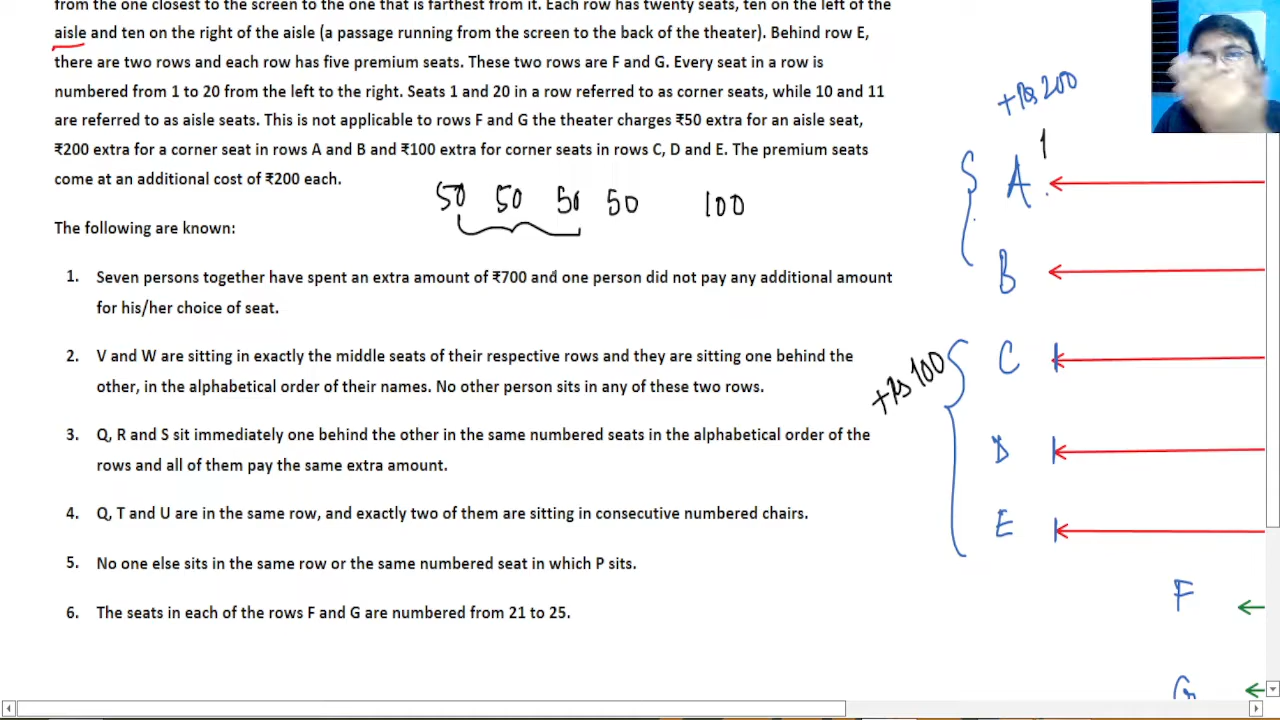 from the one closest to the screen to the one that is farthest from it. Each row has twenty seats, ten on the left of the
aisle and ten on the right of the aisle (a passage running from the screen to the back of the theater). Behind row E,
there are two rows and each row has five premium seats. These two rows are F and G. Every seat in a row is
numbered from 1 to 20 from the left to the right. Seats 1 and 20 in a row referred to as corner seats, while 10 and 11
are referred to as aisle seats. This is not applicable to rows F and G the theater charges ₹50 extra for an aisle seat,
₹200 extra for a corner seat in rows A and B and ₹100 extra for corner seats in rows C, D and E. The premium seats
come at an additional cost of ₹200 each.
50 50 50 50 100
The following are known:
1. Seven persons together have spent an extra amount of ₹700 and one person did not pay any additional amount
for his/her choice of seat.
2. V and W are sitting in exactly the middle seats of their respective rows and they are sitting one behind the
other, in the alphabetical order of their names. No other person sits in any of these two rows.
3. Q, R and S sit immediately one behind the other in the same numbered seats in the alphabetical order of the
rows and all of them pay the same extra amount.
4. Q, T and U are in the same row, and exactly two of them are sitting in consecutive numbered chairs.
5. No one else sits in the same row or the same numbered seat in which P sits.
6. The seats in each of the rows F and G are numbered from 21 to 25.
+Rs 200
1
A
B
+Rs 100
C
D
E
F
G